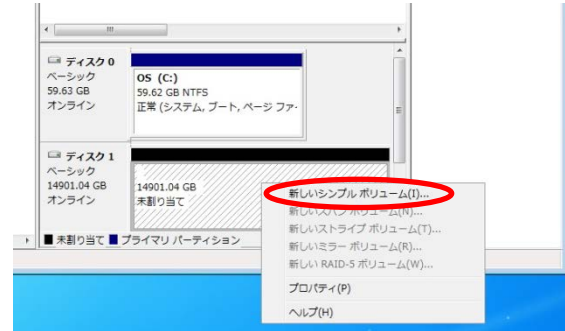 ディスク 0
ベーシック
59.63 GB
オンライン
OS (C:)
59.62 GB NTFS
正常 (システム, ブート, ページ ファ·
ディスク 1
ベーシック
14901.04 GB
オンライン
14901.04 GB
未割り当て
新しいシンプル ボリューム(I)...
新しいスパン ボリューム(N)...
新しいストライプ ボリューム(T)...
新しいミラー ボリューム(R)...
新しい RAID-5 ボリューム(W)...
プロパティ(P)
ヘルプ(H)
未割り当て プライマリ パーティション